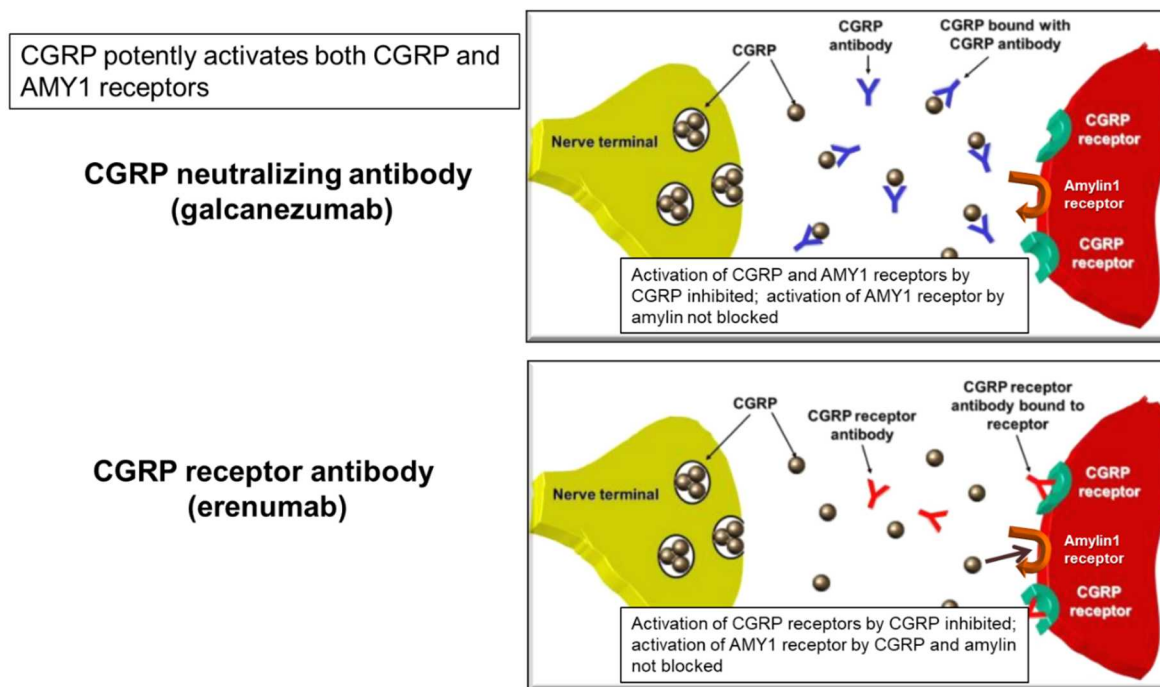 CGRP potently activates both CGRP and
AMY1 receptors
CGRP neutralizing antibody
(galcanezumab)
CGRP
CGRP
antibody
CGRP bound with
CGRP antibody
Nerve terminal
CGRP
receptor
Amylin1
receptor
CGRP
receptor
Activation of CGRP and AMY1 receptors by
CGRP inhibited; activation of AMY1 receptor by
amylin not blocked
CGRP receptor antibody
(erenumab)
CGRP
CGRP receptor
antibody
CGRP receptor
antibody bound to
receptor
Nerve terminal
CGRP
receptor
Amylin1
receptor
CGRP
receptor
Activation of CGRP receptors by CGRP inhibited;
activation of AMY1 receptor by CGRP and amylin
not blocked